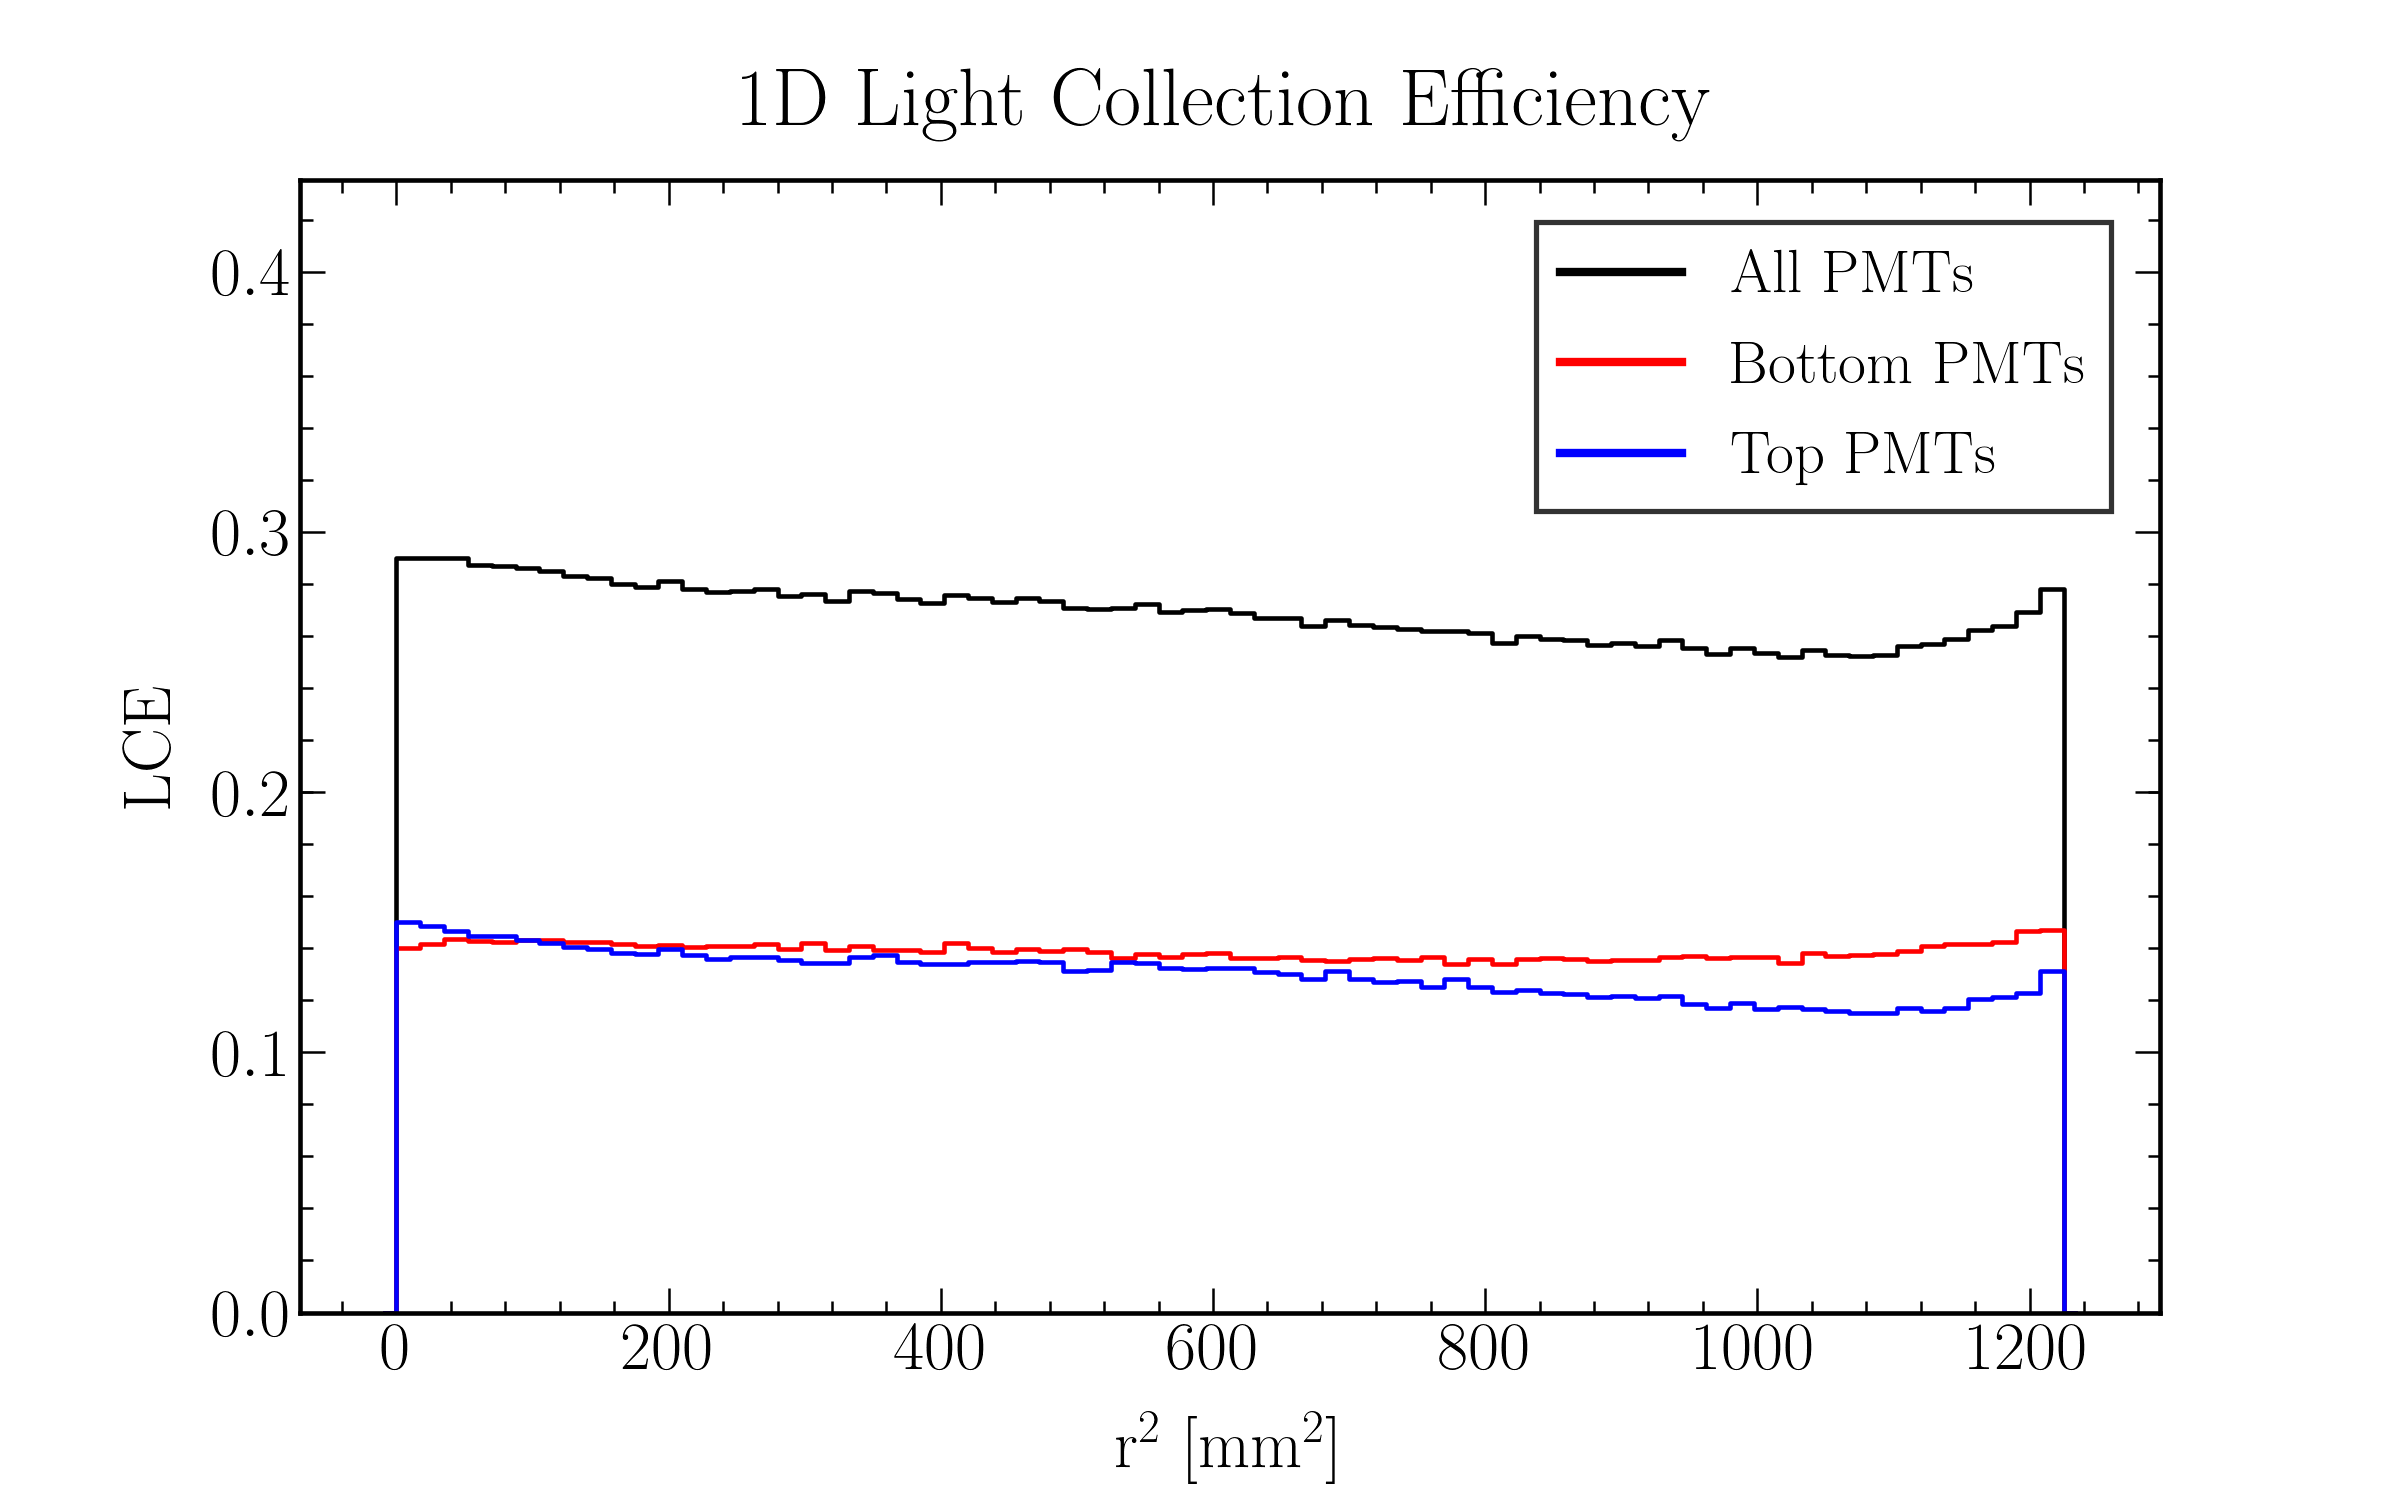 1D Light Collection Efficiency
All PMTs
Bottom PMTs
Top PMTs
LCE
0.4
0.3
0.2
0.1
0.0
0 200 400 600 800 1000 1200
r² [mm²]